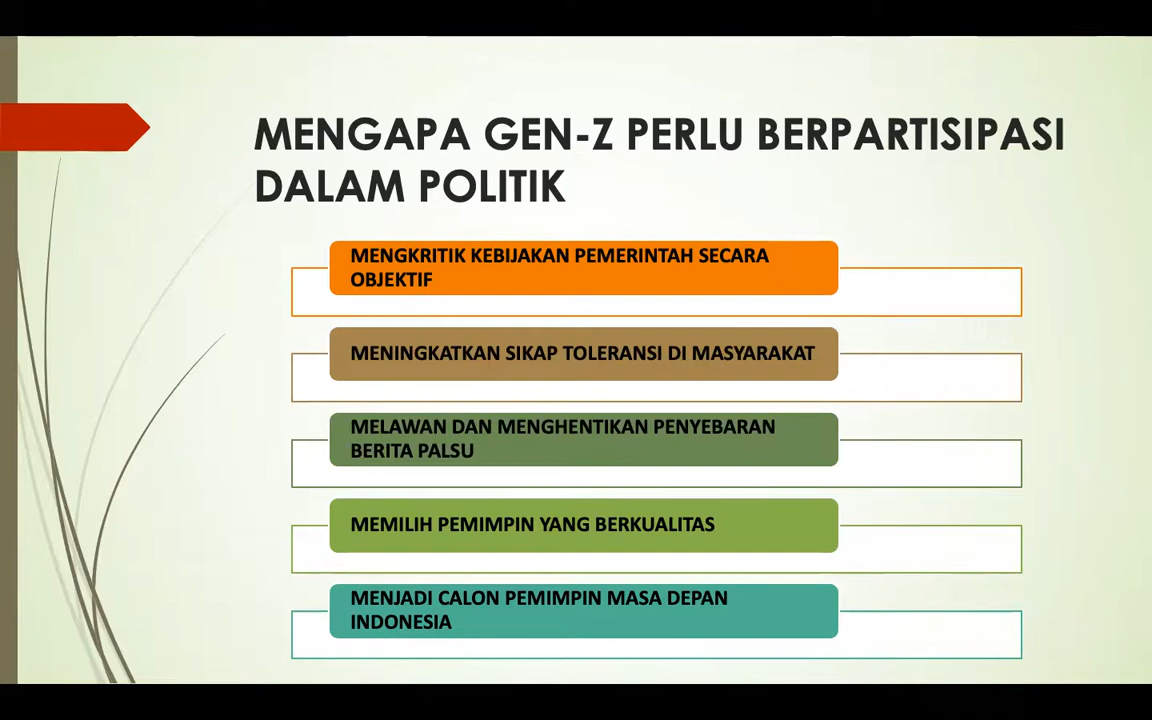 MENGAPA GEN-Z PERLU BERPARTISIPASI
DALAM POLITIK
MENGKRITIK KEBIJAKAN PEMERINTAH SECARA
OBJEKTIF
MENINGKATKAN SIKAP TOLERANSI DI MASYARAKAT
MELAWAN DAN MENGHENTIKAN PENYEBARAN
BERITA PALSU
MEMILIH PEMIMPIN YANG BERKUALITAS
MENJADI CALON PEMIMPIN MASA DEPAN
INDONESIA